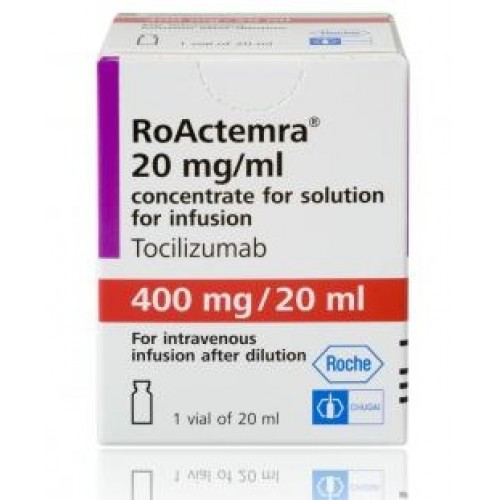 1 vial of 20 ml
RoActemra®
20 mg/ml
concentrate for solution
for infusion
Tocilizumab
400 mg/20 ml
For intravenous
infusion after dilution
Roche
CHUGAI
1 vial of 20 ml